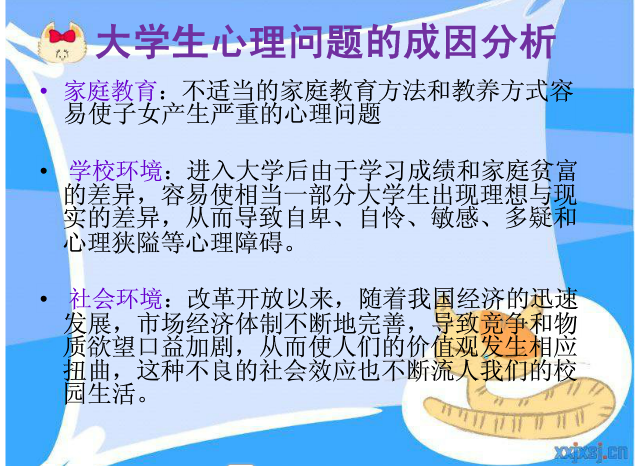 大学生心理问题的成因分析
• 家庭教育：不适当的家庭教育方法和教养方式容
易使子女产生严重的心理问题
• 学校环境：进入大学后由于学习成绩和家庭贫富
的差异，容易使相当一部分大学生出现理想与现
实的差异，从而导致自卑、自怜、敏感、多疑和
心理狭隘等心理障碍。
• 社会环境：改革开放以来，随着我国经济的迅速
发展，市场经济体制不断地完善，导致竞争和物
质欲望口益加剧，从而使人们的价值观发生相应
扭曲，这种不良的社会效应也不断流人我们的校
园生活。
xxjxsj.cn